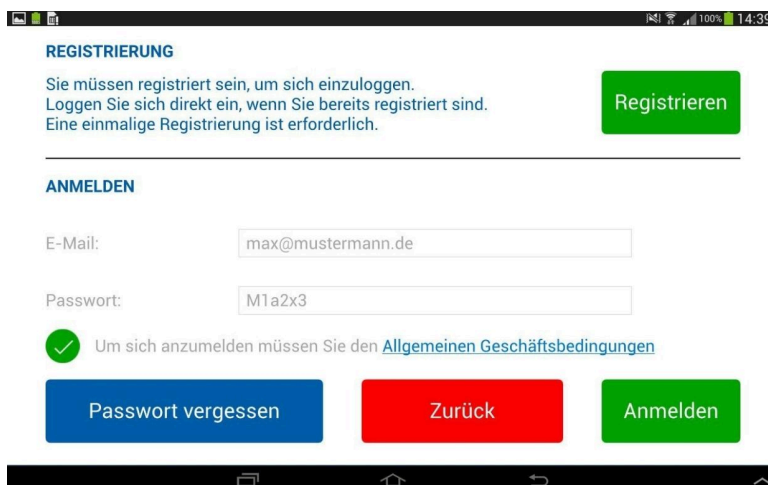 100% 14:39
REGISTRIERUNG
Sie müssen registriert sein, um sich einzuloggen.
Loggen Sie sich direkt ein, wenn Sie bereits registriert sind.
Eine einmalige Registrierung ist erforderlich.
Registrieren
ANMELDEN
E-Mail: max@mustermann.de
Passwort: M1a2x3
Um sich anzumelden müssen Sie den Allgemeinen Geschäftsbedingungen
Passwort vergessen Zurück Anmelden